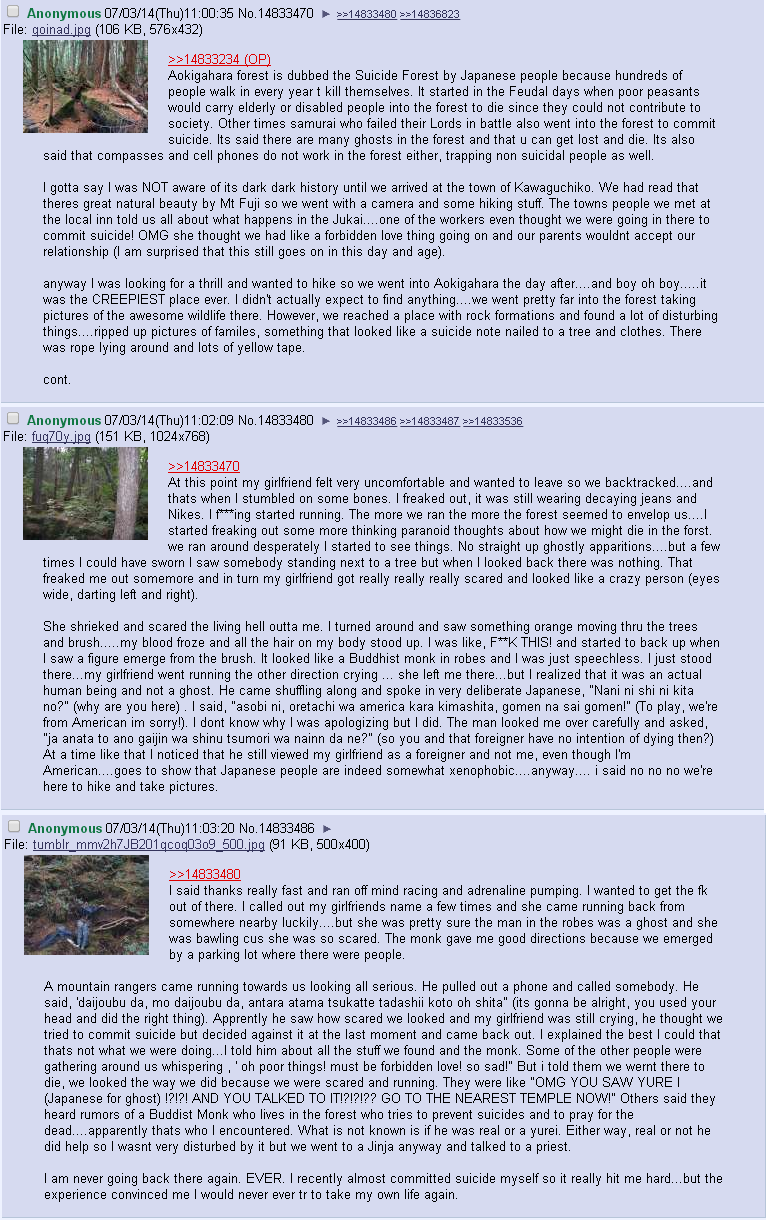 Anonymous 07/03/14(Thu)11:00:35 No.14833470 ► >>14833480 >>14836823
File: qoinad.jpg (106 KB, 576x432)
>>14833234 (OP)
Aokigahara forest is dubbed the Suicide Forest by Japanese people because hundreds of
people walk in every year t kill themselves. It started in the Feudal days when poor peasants
would carry elderly or disabled people into the forest to die since they could not contribute to
society. Other times samurai who failed their Lords in battle also went into the forest to commit
suicide. Its said there are many ghosts in the forest and that u can get lost and die. Its also
said that compasses and cell phones do not work in the forest either, trapping non suicidal people as well.
I gotta say I was NOT aware of its dark dark history until we arrived at the town of Kawaguchiko. We had read that
theres great natural beauty by Mt Fuji so we went with a camera and some hiking stuff. The towns people we met at
the local inn told us all about what happens in the Jukai....one of the workers even thought we were going in there to
commit suicide! OMG she thought we had like a forbidden love thing going on and our parents wouldnt accept our
relationship (I am surprised that this still goes on in this day and age).
anyway I was looking for a thrill and wanted to hike so we went into Aokigahara the day after....and boy oh boy.....it
was the CREEPIEST place ever. I didn't actually expect to find anything....we went pretty far into the forest taking
pictures of the awesome wildlife there. However, we reached a place with rock formations and found a lot of disturbing
things....ripped up pictures of familes, something that looked like a suicide note nailed to a tree and clothes. There
was rope lying around and lots of yellow tape.
cont.
Anonymous 07/03/14(Thu)11:02:09 No.14833480 ► >>14833486 >>14833487 >>14833536
File: fuq70y.jpg (151 KB, 1024x768)
>>14833470
At this point my girlfriend felt very uncomfortable and wanted to leave so we backtracked....and
thats when I stumbled on some bones. I freaked out, it was still wearing decaying jeans and
Nikes. I f***ing started running. The more we ran the more the forest seemed to envelop us....I
started freaking out some more thinking paranoid thoughts about how we might die in the forst.
we ran around desperately I started to see things. No straight up ghostly apparitions....but a few
times I could have sworn I saw somebody standing next to a tree but when I looked back there was nothing. That
freaked me out somemore and in turn my girlfriend got really really really scared and looked like a crazy person (eyes
wide, darting left and right).
She shrieked and scared the living hell outta me. I turned around and saw something orange moving thru the trees
and brush.....my blood froze and all the hair on my body stood up. I was like, F**K THIS! and started to back up when
I saw a figure emerge from the brush. It looked like a Buddhist monk in robes and I was just speechless. I just stood
there...my girlfriend went running the other direction crying ... she left me there...but I realized that it was an actual
human being and not a ghost. He came shuffling along and spoke in very deliberate Japanese, "Nani ni shi ni kita
no?" (why are you here) . I said, "asobi ni, oretachi wa america kara kimashita, gomen na sai gomen!" (To play, we're
from American im sorry!). I dont know why I was apologizing but I did. The man looked me over carefully and asked,
"ja anata to ano gaijin wa shinu tsumori wa nainn da ne?" (so you and that foreigner have no intention of dying then?)
At a time like that I noticed that he still viewed my girlfriend as a foreigner and not me, even though I'm
American....goes to show that Japanese people are indeed somewhat xenophobic....anyway.... i said no no no we're
here to hike and take pictures.
Anonymous 07/03/14(Thu)11:03:20 No.14833486 ►
File: tumblr_mmv2h7JB201qcoq03o9_500.jpg (91 KB, 500x400)
>>14833480
I said thanks really fast and ran off mind racing and adrenaline pumping. I wanted to get the fk
out of there. I called out my girlfriends name a few times and she came running back from
somewhere nearby luckily....but she was pretty sure the man in the robes was a ghost and she
was bawling cus she was so scared. The monk gave me good directions because we emerged
by a parking lot where there were people.
A mountain rangers came running towards us looking all serious. He pulled out a phone and called somebody. He
said, 'daijoubu da, mo daijoubu da, antara atama tsukatte tadashii koto oh shita" (its gonna be alright, you used your
head and did the right thing). Apprently he saw how scared we looked and my girlfriend was still crying, he thought we
tried to commit suicide but decided against it at the last moment and came back out. I explained the best I could that
thats not what we were doing...I told him about all the stuff we found and the monk. Some of the other people were
gathering around us whispering , ' oh poor things! must be forbidden love! so sad!" But i told them we wernt there to
die, we looked the way we did because we were scared and running. They were like "OMG YOU SAW YURE I
(Japanese for ghost) !?!?! AND YOU TALKED TO IT!?!?!?? GO TO THE NEAREST TEMPLE NOW!" Others said they
heard rumors of a Buddist Monk who lives in the forest who tries to prevent suicides and to pray for the
dead....apparently thats who I encountered. What is not known is if he was real or a yurei. Either way, real or not he
did help so I wasnt very disturbed by it but we went to a Jinja anyway and talked to a priest.
I am never going back there again. EVER. I recently almost committed suicide myself so it really hit me hard...but the
experience convinced me I would never ever tr to take my own life again.